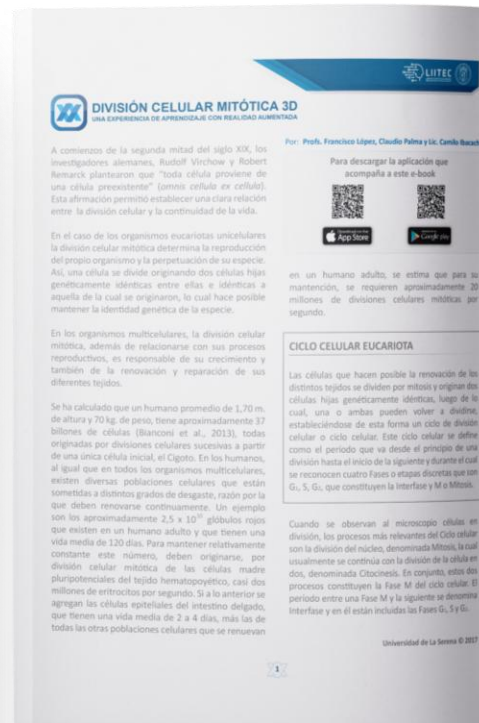 LIITEC
DIVISIÓN CELULAR MITÓTICA 3D
UNA EXPERIENCIA DE APRENDIZAJE CON REALIDAD AUMENTADA
A comienzos de la segunda mitad del siglo XIX, los
investigadores alemanes, Rudolf Virchow y Robert
Remarck plantearon que "toda célula proviene de
una célula preexistente" (omnis cellula ex cellula).
Esta afirmación permitió establecer una clara relación
entre la división celular y la continuidad de la vida.
En el caso de los organismos eucariotas unicelulares
la división celular mitótica determina la reproducción
del propio organismo y la perpetuación de su especie.
Así, una célula se divide originando dos células hijas
genéticamente idénticas entre ellas e idénticas a
aquella de la cual se originaron, lo cual hace posible
mantener la identidad genética de la especie.
En los organismos multicelulares, la división celular
mitótica, además de relacionarse con sus procesos
reproductivos, es responsable de su crecimiento y
también de la renovación y reparación de sus
diferentes tejidos.
Se ha calculado que un humano promedio de 1,70 m.
de altura y 70 kg. de peso, tiene aproximadamente 37
billones de células (Bianconi et al., 2013), todas
originadas por divisiones celulares sucesivas a partir
de una única célula inicial, el Cigoto. En los humanos,
al igual que en todos los organismos multicelulares,
existen diversas poblaciones celulares que están
sometidas a distintos grados de desgaste, razón por la
que deben renovarse continuamente. Un ejemplo
son los aproximadamente 2,5 x 10 glóbulos rojos
que existen en un humano adulto y que tienen una
vida media de 120 días. Para mantener relativamente
constante este número, deben originarse, por
división celular mitótica de las células madre
pluripotenciales del tejido hematopoyético, casi dos
millones de eritrocitos por segundo. Si a lo anterior se
agregan las células epiteliales del intestino delgado,
que tienen una vida media de 2 a 4 días, más las de
todas las otras poblaciones celulares que se renuevan
Por: Profs. Francisco López, Claudio Palma y Lic. Camilo Barach
Para descargar la aplicación que
acompaña a este e-book
App Store
Google play
en un humano adulto, se estima que para su
mantención, se requieren aproximadamente 20
millones de divisiones celulares mitóticas por
segundo.
CICLO CELULAR EUCARIOTA
Las células que hacen posible la renovación de los
distintos tejidos se dividen por mitosis y originan dos
células hijas genéticamente idénticas, luego de lo
cual, una o ambas pueden volver a dividirse,
estableciéndose de esta forma un ciclo de división
celular o ciclo celular. Este ciclo celular se define
como el periodo que va desde el principio de una
división hasta el inicio de la siguiente y durante el cual
se reconocen cuatro Fases o etapas discretas que son
G₁, S, G₂, que constituyen la Interfase y M o Mitosis.
Cuando se observan al microscopio células en
división, los procesos más relevantes del Ciclo celular
son la división del núcleo, denominada Mitosis, la cual
usualmente se continúa con la división de la célula en
dos, denominada Citocinesis. En conjunto, estos dos
procesos constituyen la Fase M del ciclo celular. El
periodo entre una Fase M y la siguiente se denomina
Interfase y en él están incluidas las Fases G₁, S y G₂.
Universidad de La Serena © 2017
1